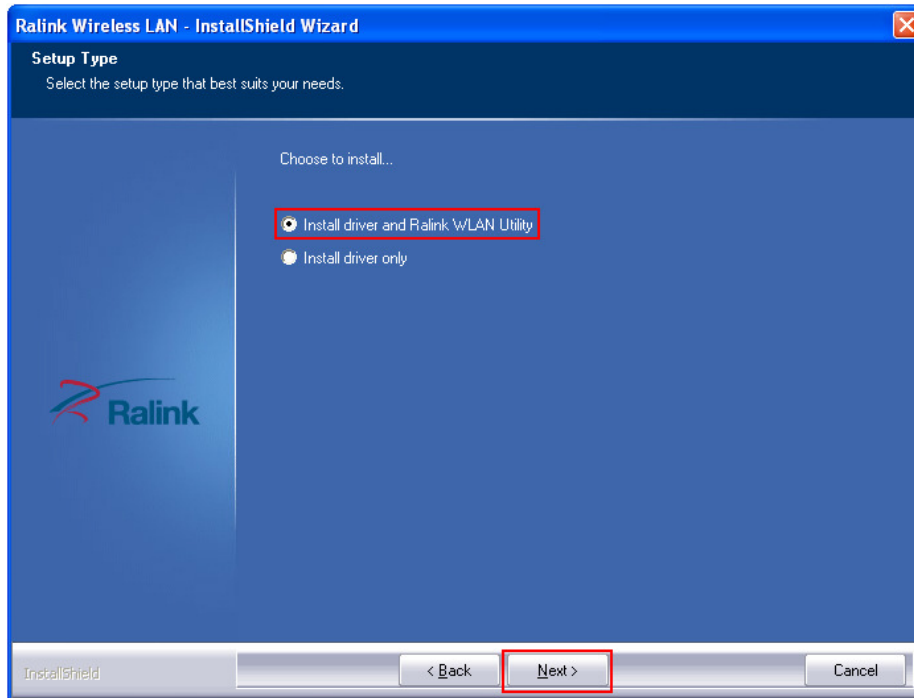 Ralink Wireless LAN - InstallShield Wizard
Setup Type
Select the setup type that best suits your needs.
Choose to install...
Install driver and Ralink WLAN Utility
Install driver only
Ralink
InstallShield
< Back
Next >
Cancel